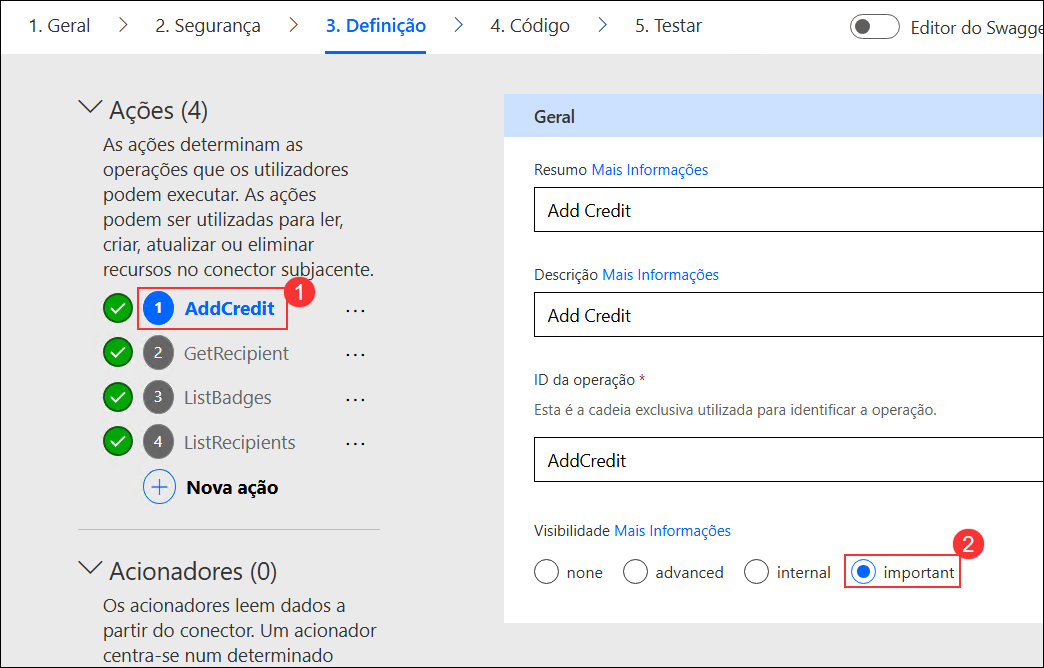 1. Geral 2. Segurança 3. Definição 4. Código 5. Testar Editor do Swagge
Ações (4)
As ações determinam as
operações que os utilizadores
podem executar. As ações
podem ser utilizadas para ler,
criar, atualizar ou eliminar
recursos no conector subjacente.
1
1 AddCredit ...
2 GetRecipient ...
3 ListBadges ...
4 ListRecipients ...
Nova ação
Acionadores (0)
Os acionadores leem dados a
partir do conector. Um acionador
centra-se num determinado
Geral
Resumo Mais Informações
Add Credit
Descrição Mais Informações
Add Credit
ID da operação *
Esta é a cadeia exclusiva utilizada para identificar a operação.
AddCredit
Visibilidade Mais Informações
2
none advanced internal important